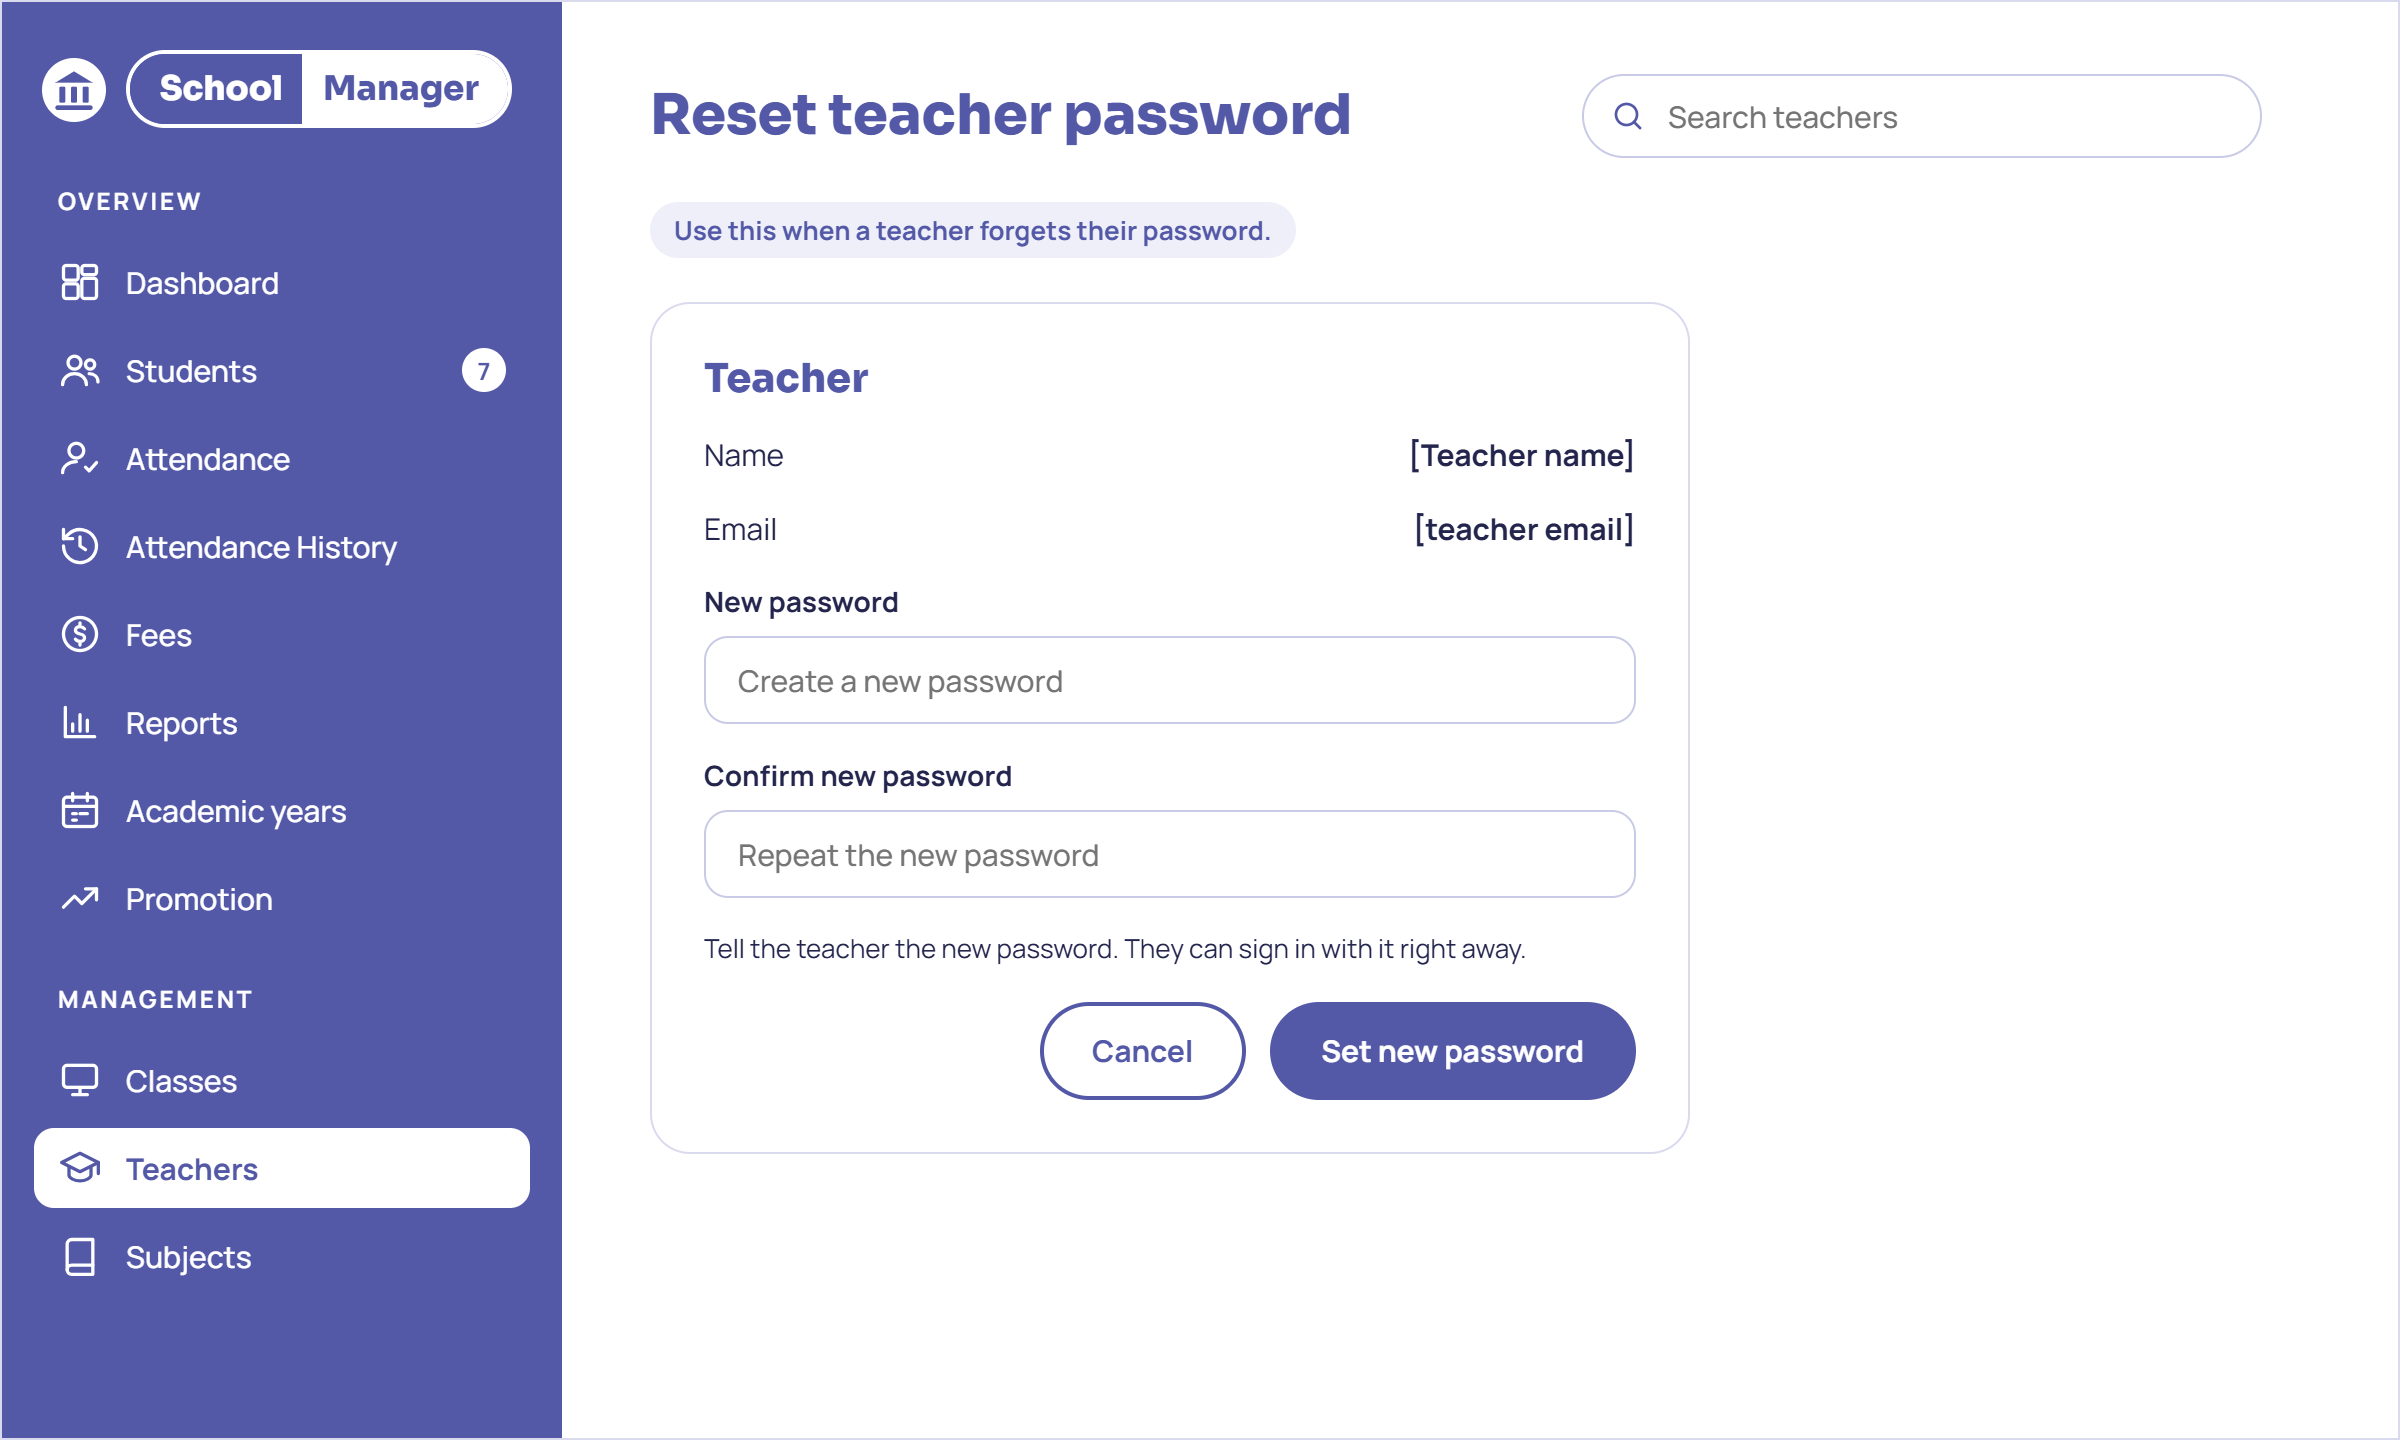 School Manager
OVERVIEW
Dashboard
Students 7
Attendance
Attendance History
Fees
Reports
Academic years
Promotion
MANAGEMENT
Classes
Teachers
Subjects
Reset teacher password
Search teachers
Use this when a teacher forgets their password.
Teacher
Name [Teacher name]
Email [teacher email]
New password
Create a new password
Confirm new password
Repeat the new password
Tell the teacher the new password. They can sign in with it right away.
Cancel Set new password